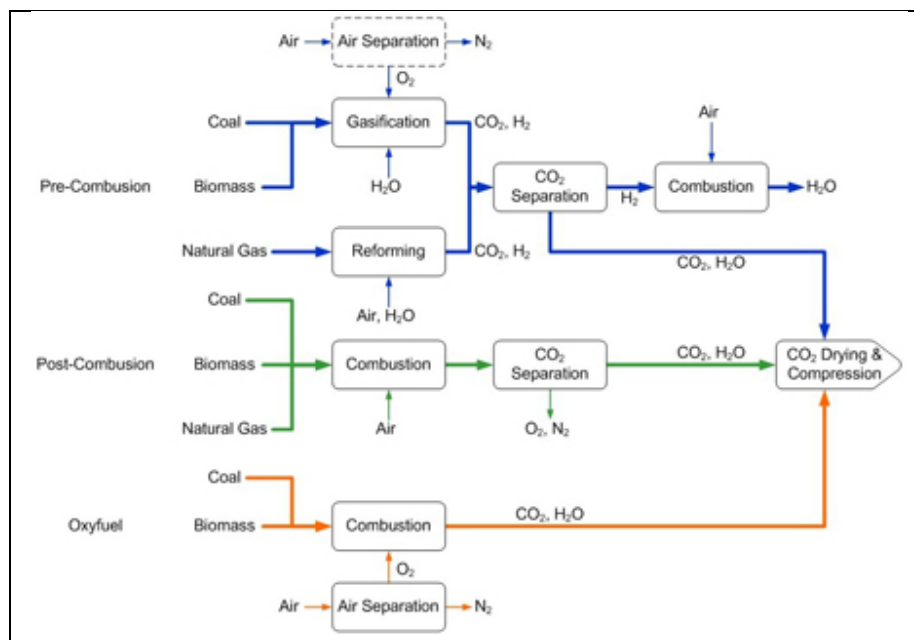 Air
Air Separation
N₂
O₂
Coal
Gasification
CO₂, H₂
Air
Pre-Combusion
Biomass
H₂O
CO₂
Separation
H₂
Combustion
H₂O
Natural Gas
Reforming
CO₂, H₂
CO₂, H₂O
Air, H₂O
Coal
Post-Combustion
Biomass
Combustion
CO₂
Separation
CO₂, H₂O
CO₂ Drying &
Compression
Natural Gas
Air
O₂, N₂
Coal
Oxyfuel
Biomass
Combustion
CO₂, H₂O
O₂
Air
Air Separation
N₂